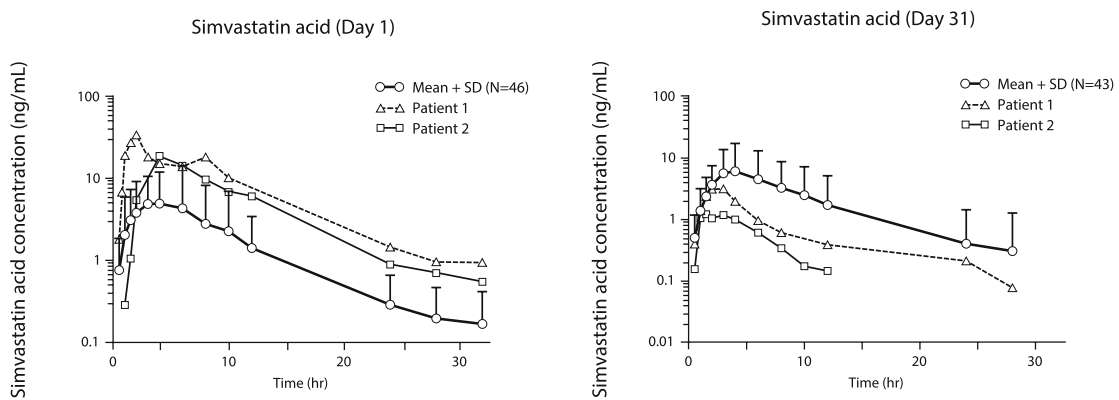 Simvastatin acid (Day 1)
Simvastatin acid concentration (ng/mL)
100
10
1
0.1
0
10
20
30
Time (hr)
Mean + SD (N=46)
Patient 1
Patient 2
Simvastatin acid (Day 31)
Simvastatin acid concentration (ng/mL)
100
10
1
0.1
0.01
0
10
20
30
Time (hr)
Mean + SD (N=43)
Patient 1
Patient 2